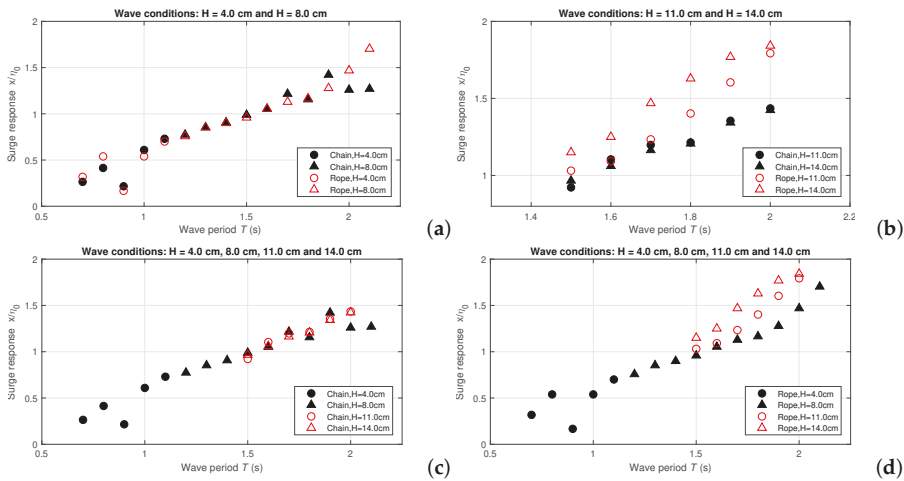 Wave conditions: H = 4.0 cm and H = 8.0 cm
2
1.5
1
0.5
0
Surge response x/η₀
0.5 1 1.5 2
Wave period T (s)
Chain,H=4.0cm
Chain,H=8.0cm
Rope,H=4.0cm
Rope,H=8.0cm
(a)
Wave conditions: H = 11.0 cm and H = 14.0 cm
2
1.5
1
Surge response x/η₀
1.4 1.6 1.8 2 2.2
Wave period T (s)
Chain,H=11.0cm
Chain,H=14.0cm
Rope,H=11.0cm
Rope,H=14.0cm
(b)
Wave conditions: H = 4.0 cm, 8.0 cm, 11.0 cm and 14.0 cm
2
1.5
1
0.5
0
Surge response x/η₀
0.5 1 1.5 2
Wave period T (s)
Chain,H=4.0cm
Chain,H=8.0cm
Chain,H=11.0cm
Chain,H=14.0cm
(c)
Wave conditions: H = 4.0 cm, 8.0 cm, 11.0 cm and 14.0 cm
2
1.5
1
0.5
0
Surge response x/η₀
0.5 1 1.5 2
Wave period T (s)
Rope,H=4.0cm
Rope,H=8.0cm
Rope,H=11.0cm
Rope,H=14.0cm
(d)